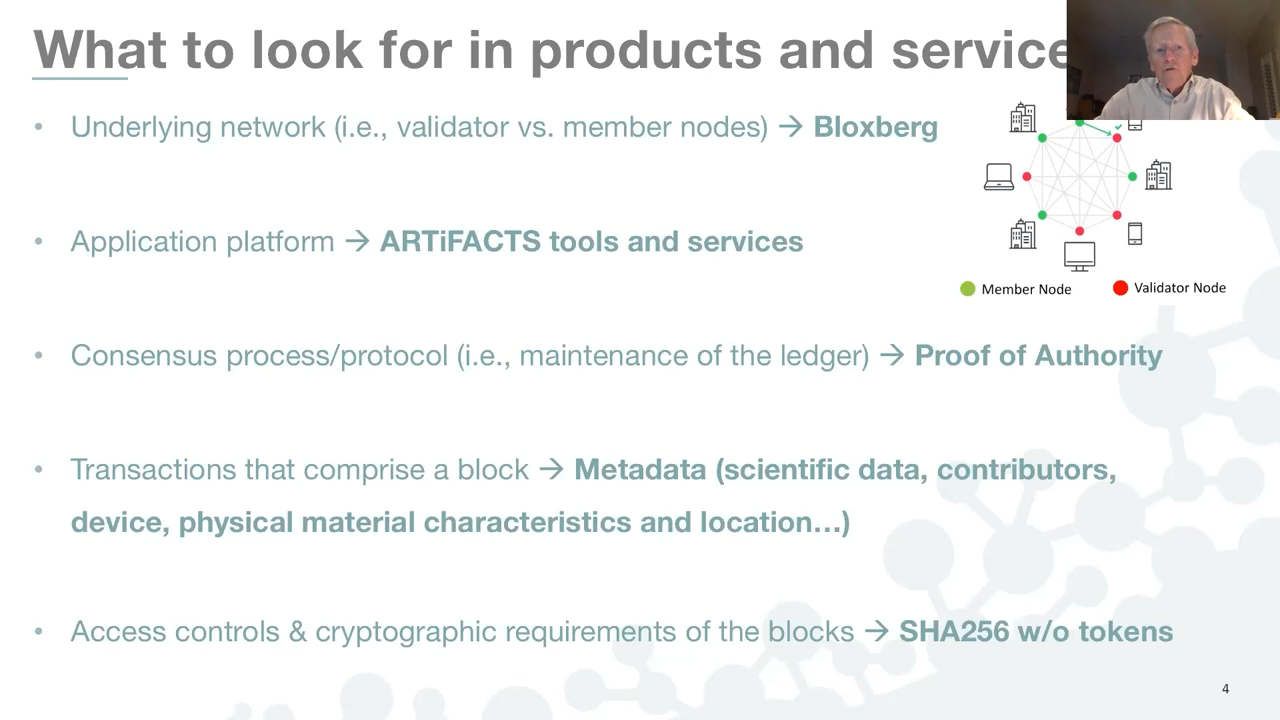 What to look for in products and service
• Underlying network (i.e., validator vs. member nodes) → Bloxberg
• Application platform → ARTiFACTS tools and services
Member Node
Validator Node
• Consensus process/protocol (i.e., maintenance of the ledger) → Proof of Authority
• Transactions that comprise a block → Metadata (scientific data, contributors,
device, physical material characteristics and location...)
• Access controls & cryptographic requirements of the blocks → SHA256 w/o tokens
4